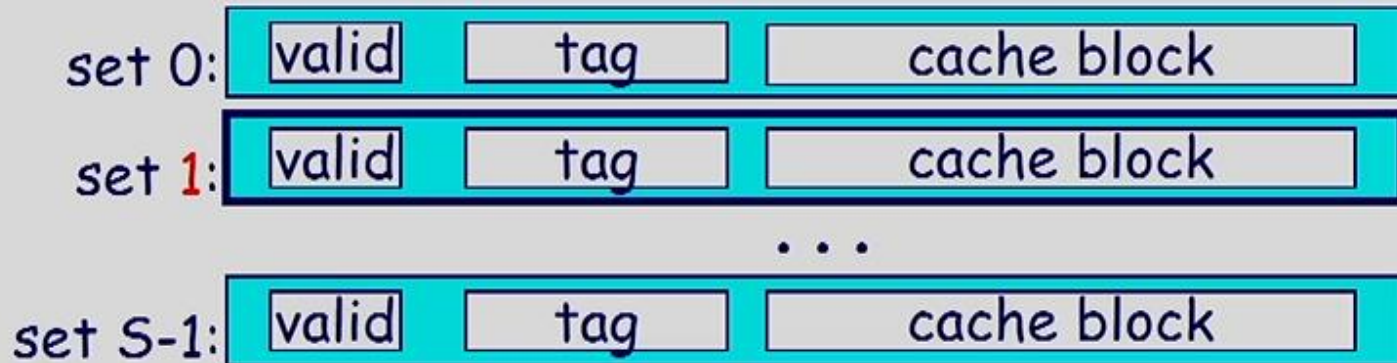 set 0: valid tag cache block
set 1: valid tag cache block
. . .
set S-1: valid tag cache block